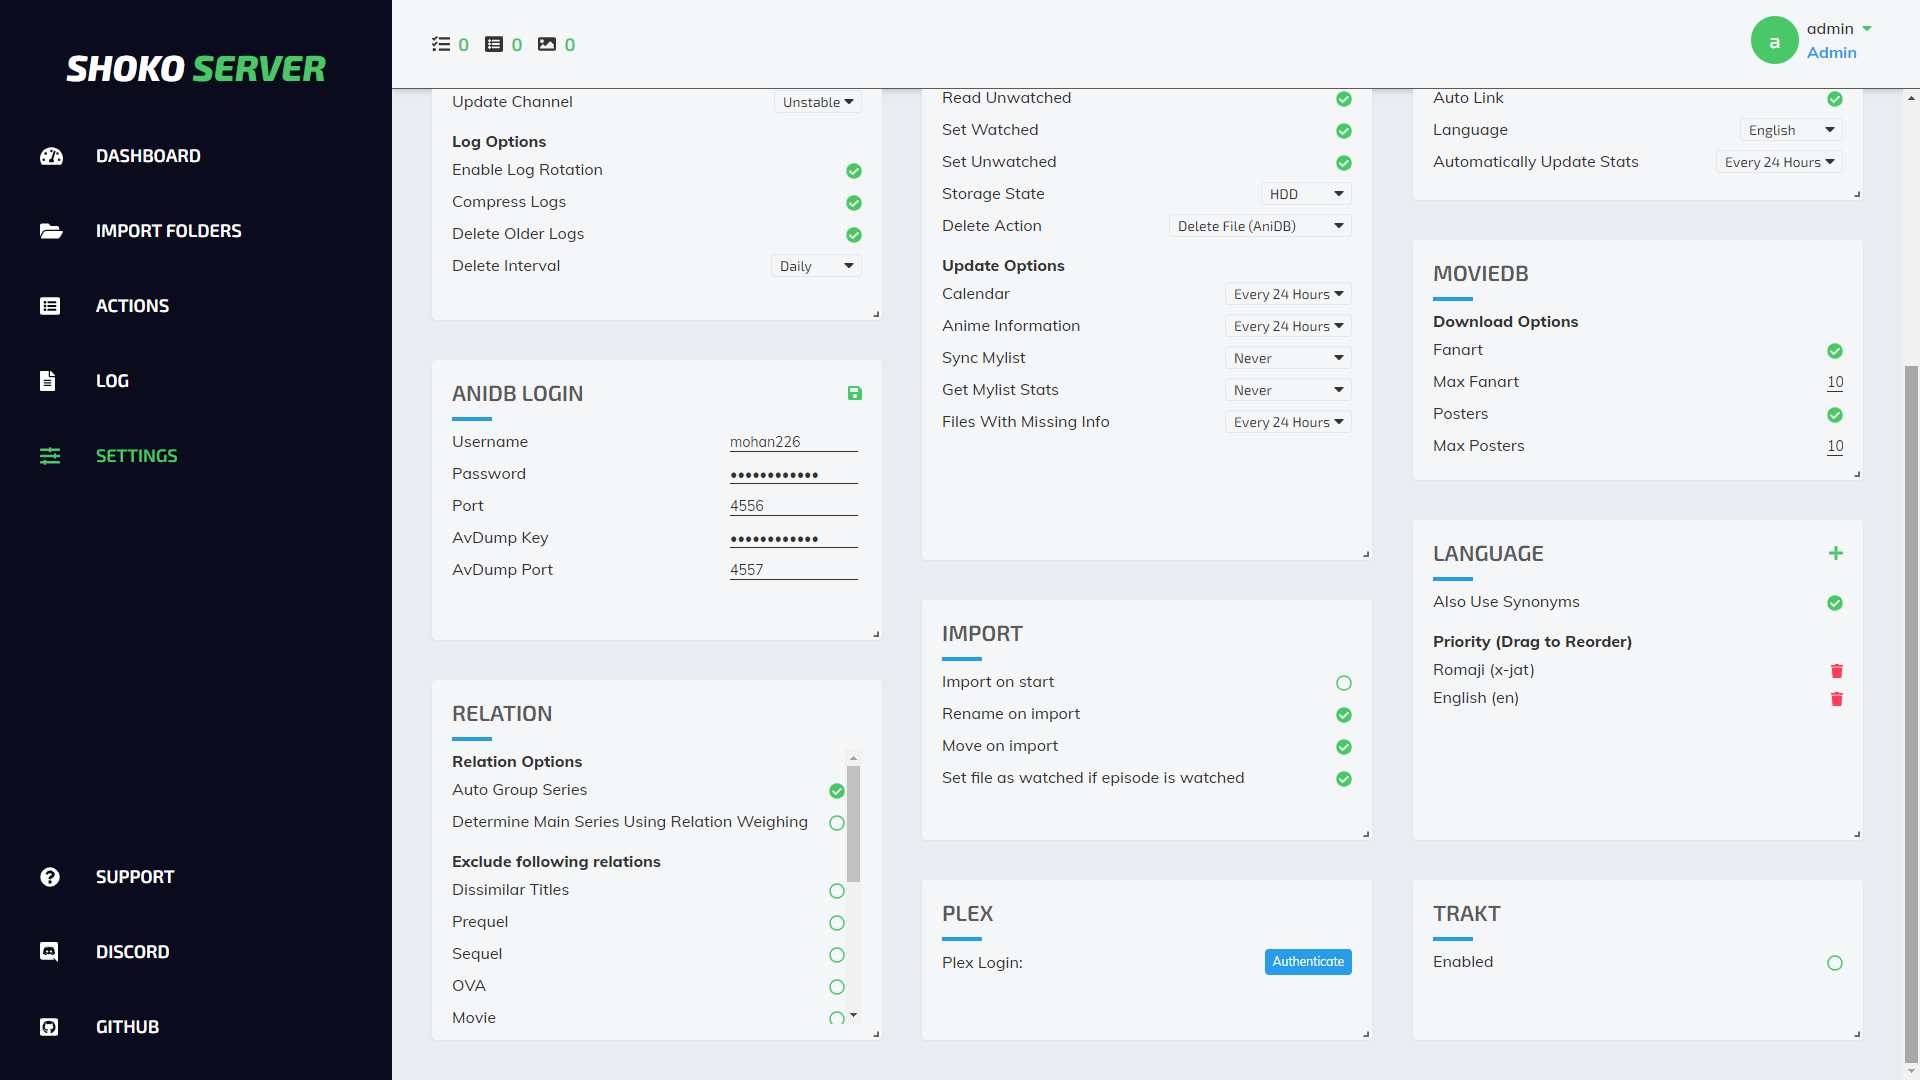 SHOKO SERVER
DASHBOARD
IMPORT FOLDERS
ACTIONS
LOG
SETTINGS
SUPPORT
DISCORD
GITHUB
0 0 0
a
admin
Admin
Update Channel Unstable
Log Options
Enable Log Rotation
Compress Logs
Delete Older Logs
Delete Interval Daily
ANIDB LOGIN
Username mohan226
Password ••••••••••••
Port 4556
AvDump Key ••••••••••••
AvDump Port 4557
RELATION
Relation Options
Auto Group Series
Determine Main Series Using Relation Weighing
Exclude following relations
Dissimilar Titles
Prequel
Sequel
OVA
Movie
Read Unwatched
Set Watched
Set Unwatched
Storage State HDD
Delete Action Delete File (AniDB)
Update Options
Calendar Every 24 Hours
Anime Information Every 24 Hours
Sync Mylist Never
Get Mylist Stats Never
Files With Missing Info Every 24 Hours
IMPORT
Import on start
Rename on import
Move on import
Set file as watched if episode is watched
PLEX
Plex Login: Authenticate
Auto Link
Language English
Automatically Update Stats Every 24 Hours
MOVIEDB
Download Options
Fanart
Max Fanart 10
Posters
Max Posters 10
LANGUAGE
Also Use Synonyms
Priority (Drag to Reorder)
Romaji (x-jat)
English (en)
TRAKT
Enabled